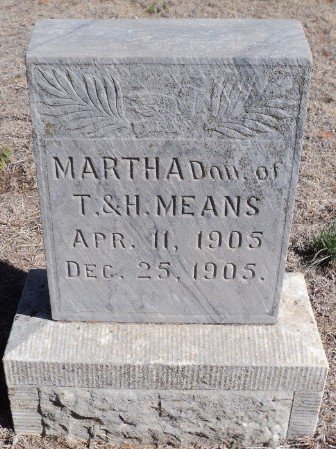 MARTHA Dau. of
T. & H. MEANS
APR. 11, 1905
DEC. 25, 1905.